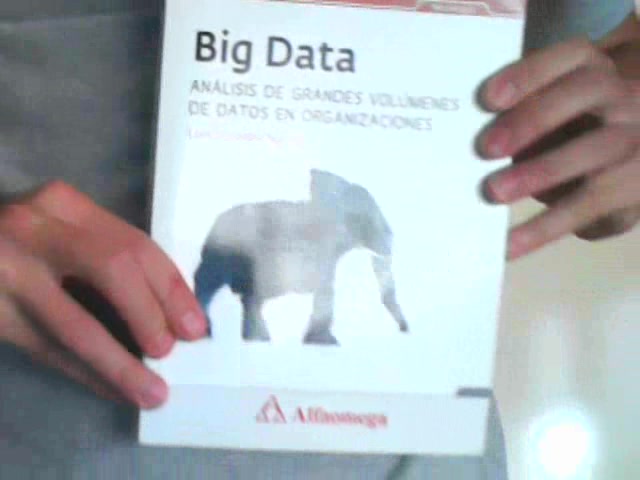 Big Data
ANÁLISIS DE GRANDES VOLÚMENES
DE DATOS EN ORGANIZACIONES
Alfaomega